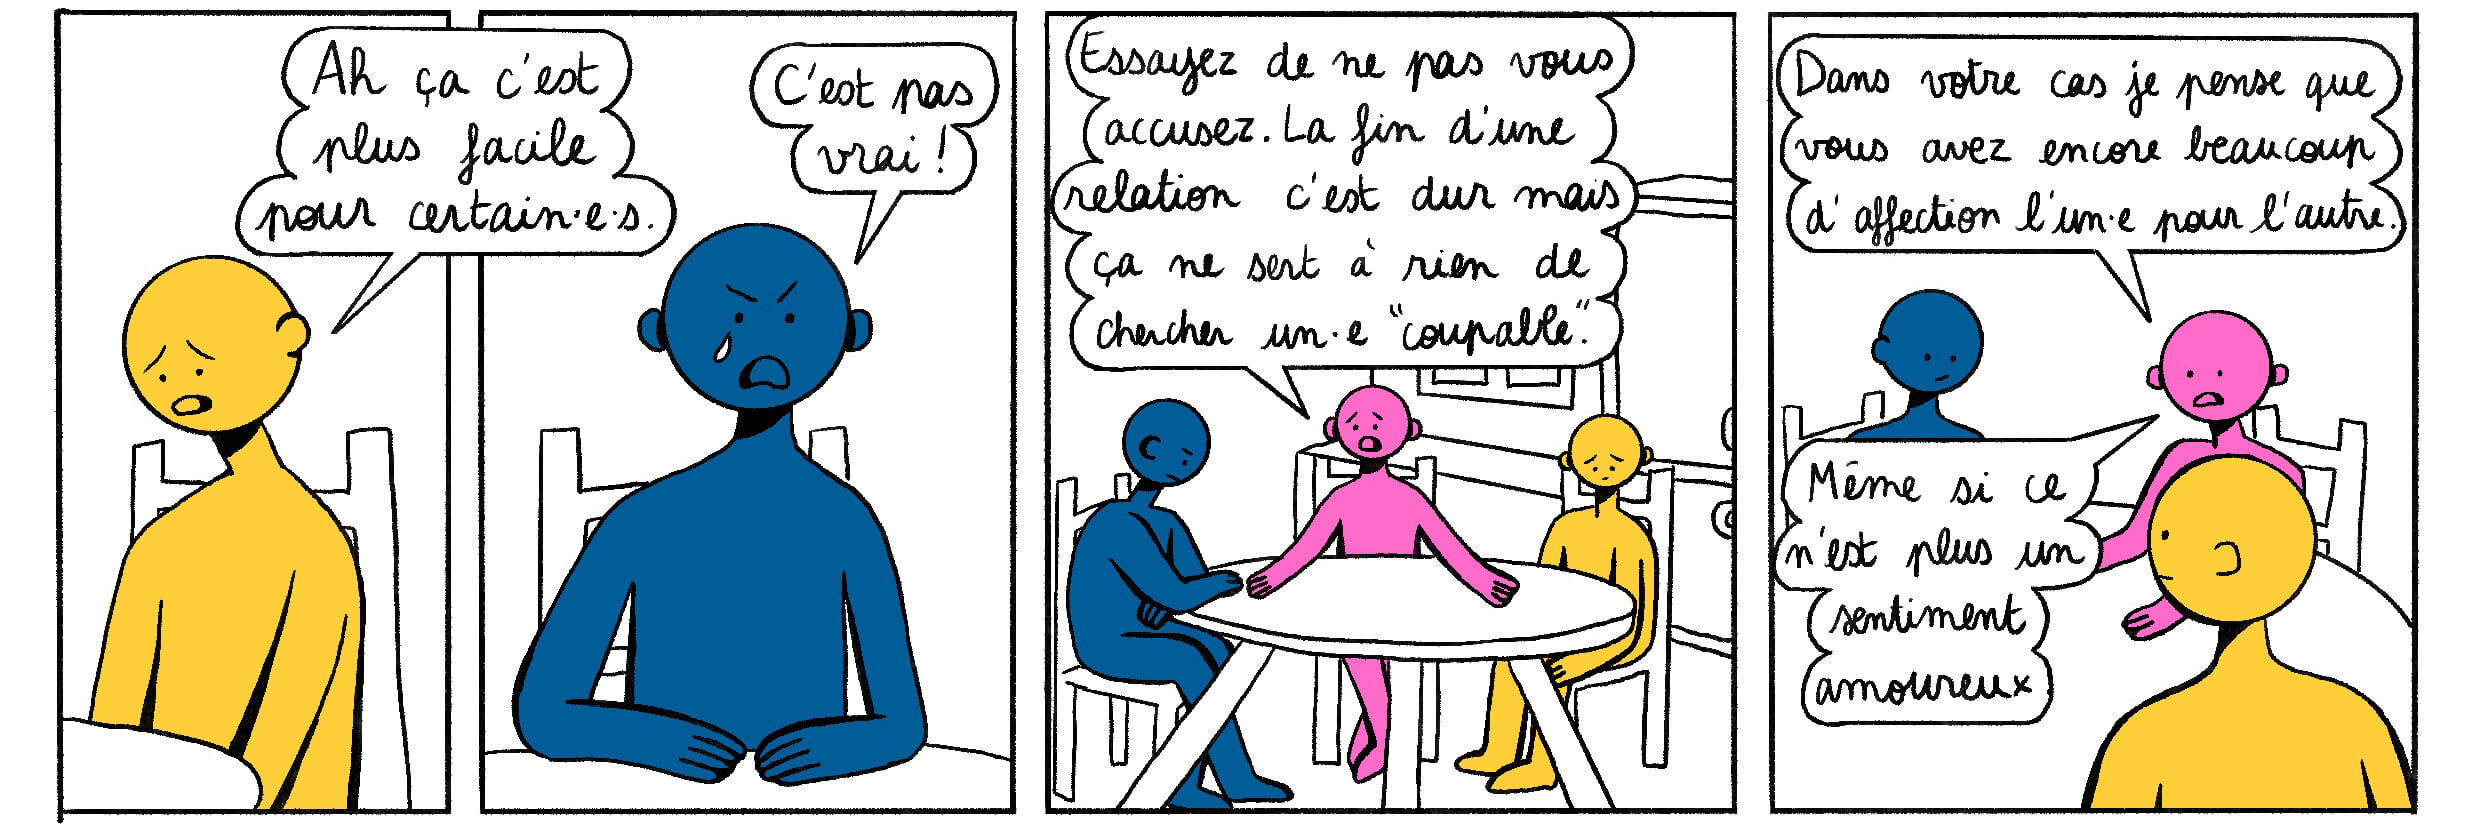 Ah ça c'est
plus facile
pour certain·e·s.
C'est pas
vrai !
Essayez de ne pas vous
accusez. La fin d'une
relation c'est dur mais
ça ne sert à rien de
chercher un·e "coupable".
Dans votre cas je pense que
vous avez encore beaucoup
d'affection l'un·e pour l'autre.
Même si ce
n'est plus un
sentiment
amoureux